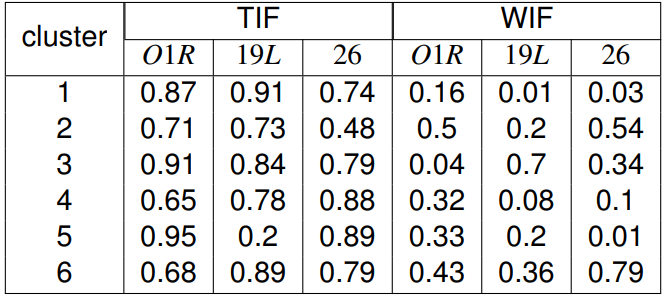 cluster TIF WIF
O1R 19L 26 O1R 19L 26
1 0.87 0.91 0.74 0.16 0.01 0.03
2 0.71 0.73 0.48 0.5 0.2 0.54
3 0.91 0.84 0.79 0.04 0.7 0.34
4 0.65 0.78 0.88 0.32 0.08 0.1
5 0.95 0.2 0.89 0.33 0.2 0.01
6 0.68 0.89 0.79 0.43 0.36 0.79